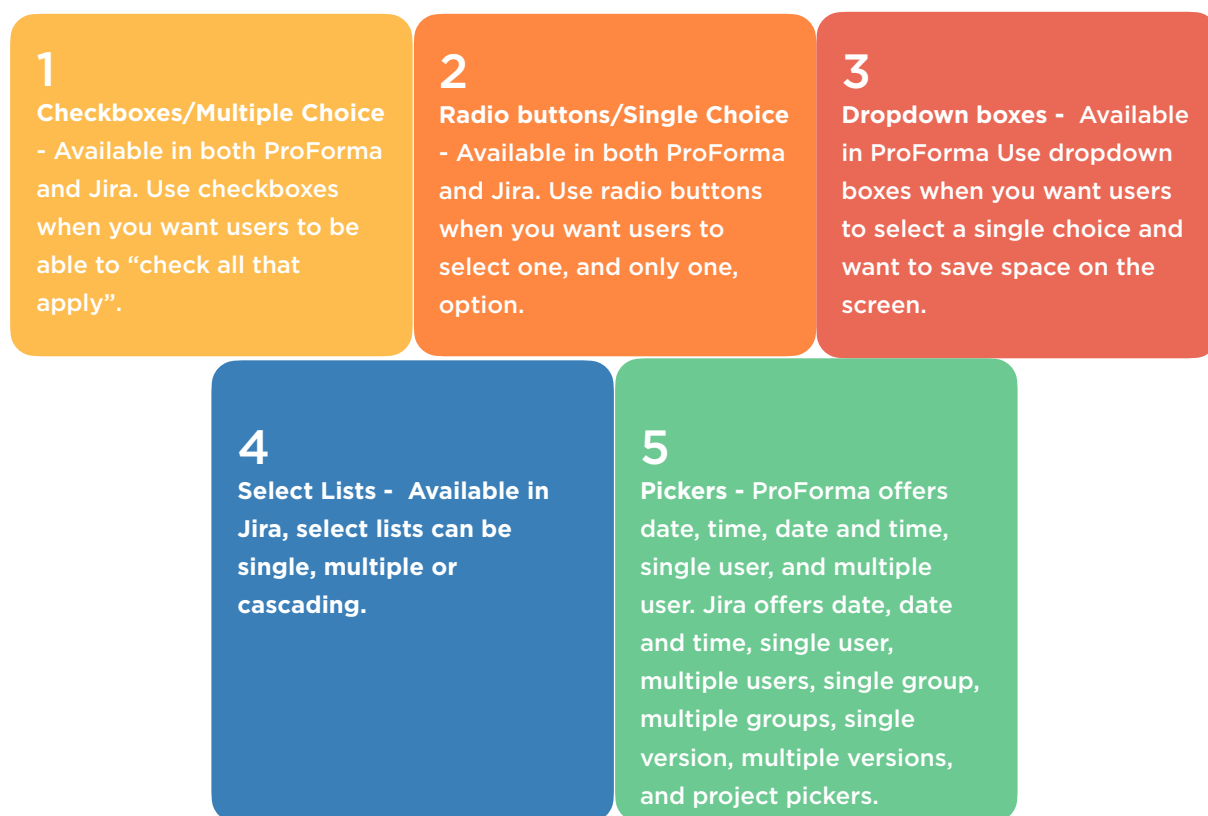 1
Checkboxes/Multiple Choice
- Available in both ProForma
and Jira. Use checkboxes
when you want users to be
able to “check all that
apply”.
2
Radio buttons/Single Choice
- Available in both ProForma
and Jira. Use radio buttons
when you want users to
select one, and only one,
option.
3
Dropdown boxes -  Available
in ProForma Use dropdown
boxes when you want users
to select a single choice and
want to save space on the
screen.
4
Select Lists -  Available in
Jira, select lists can be
single, multiple or
cascading.
5
Pickers - ProForma offers
date, time, date and time,
single user, and multiple
user. Jira offers date, date
and time, single user,
multiple users, single group,
multiple groups, single
version, multiple versions,
and project pickers.